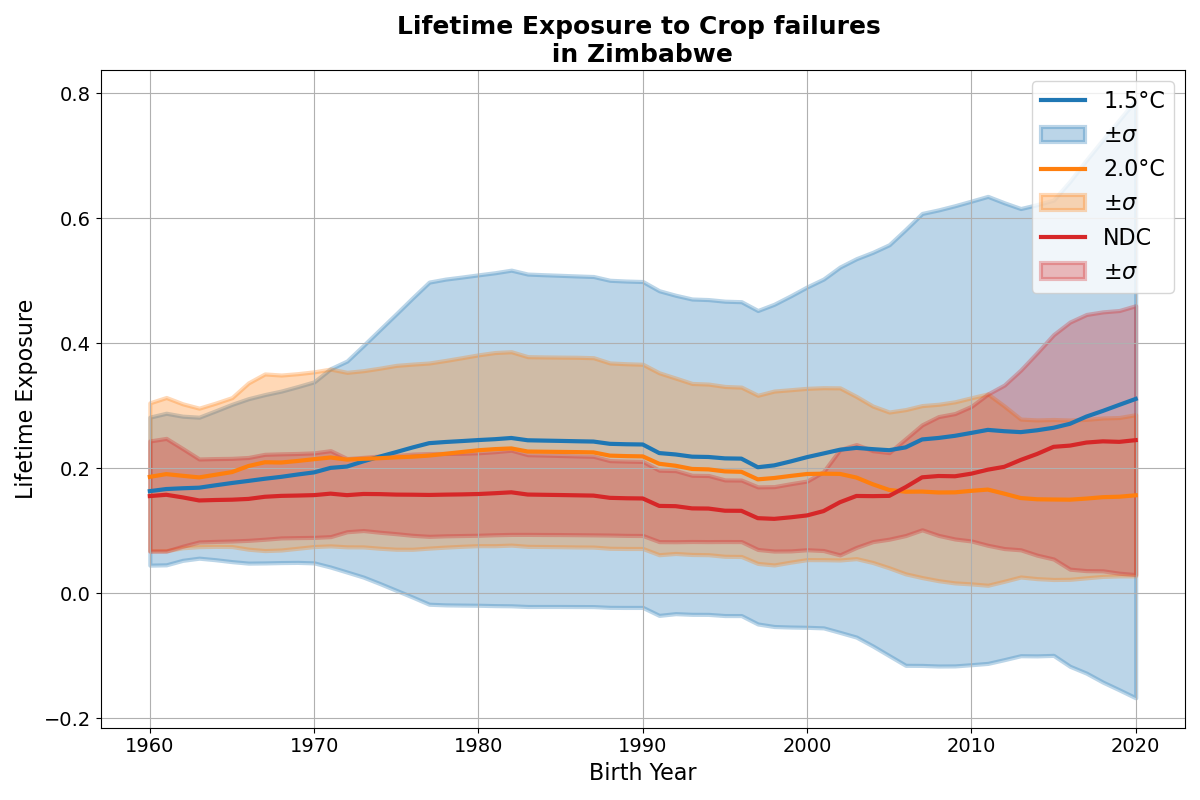 Lifetime Exposure to Crop failures
in Zimbabwe
Lifetime Exposure
0.8
0.6
0.4
0.2
0.0
−0.2
1.5°C
±σ
2.0°C
±σ
NDC
±σ
1960 1970 1980 1990 2000 2010 2020
Birth Year